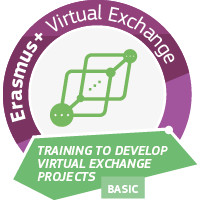 Erasmus+ Virtual Exchange
TRAINING TO DEVELOP
VIRTUAL EXCHANGE
PROJECTS
BASIC